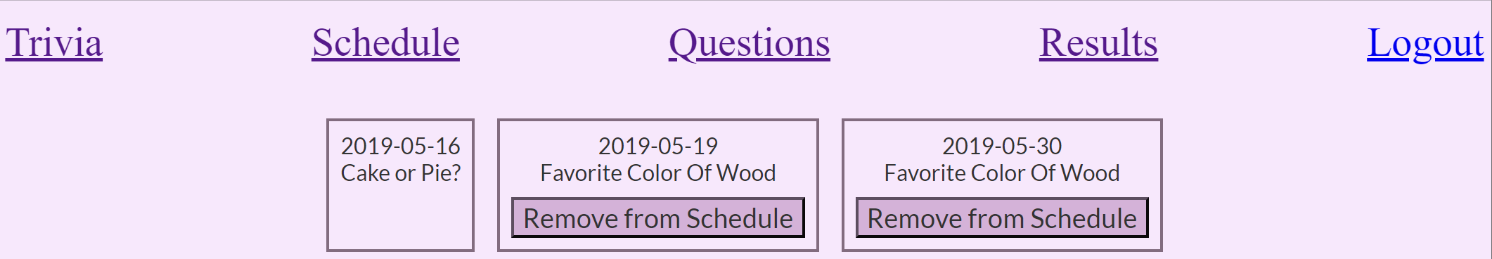 Trivia Schedule Questions Results Logout
2019-05-16
Cake or Pie?
2019-05-19
Favorite Color Of Wood
Remove from Schedule
2019-05-30
Favorite Color Of Wood
Remove from Schedule